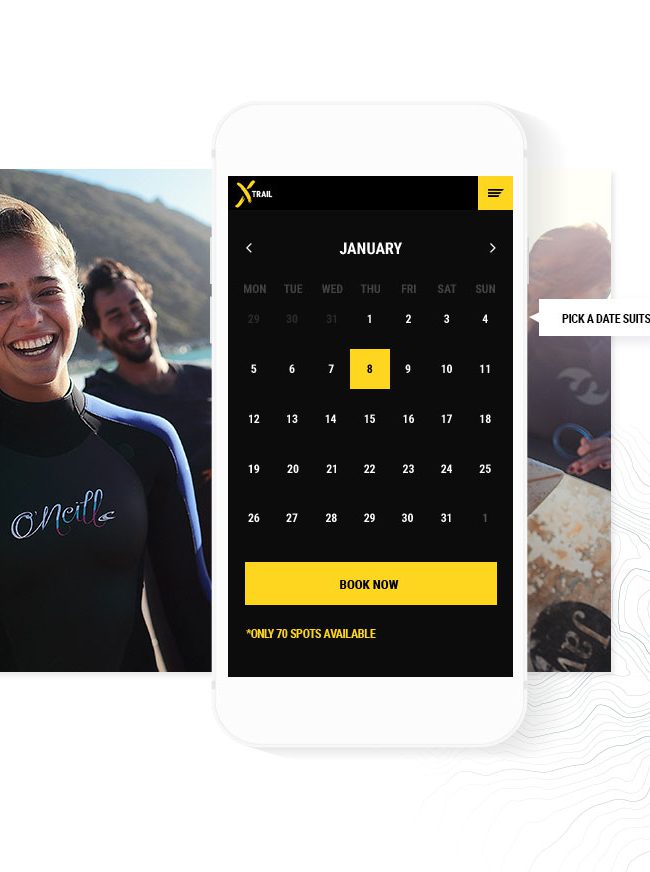 X TRAIL
JANUARY
MON TUE WED THU FRI SAT SUN
29 30 31 1 2 3 4
5 6 7 8 9 10 11
12 13 14 15 16 17 18
19 20 21 22 23 24 25
26 27 28 29 30 31 1
BOOK NOW
*ONLY 70 SPOTS AVAILABLE
PICK A DATE SUITS
O'Neill
Jav